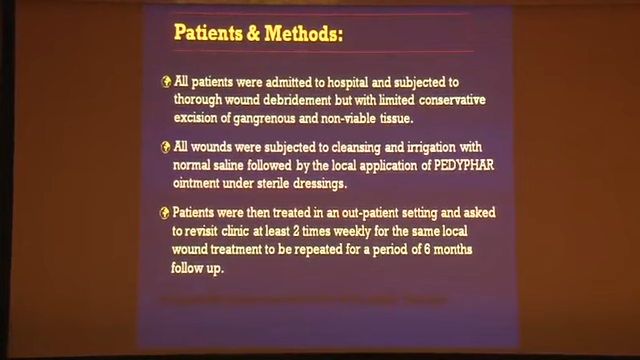 Patients & Methods:
All patients were admitted to hospital and subjected to
thorough wound debridement but with limited conservative
excision of gangrenous and non-viable tissue.
All wounds were subjected to cleansing and irrigation with
normal saline followed by the local application of PEDYPHAR
ointment under sterile dressings.
Patients were then treated in an out-patient setting and asked
to revisit clinic at least 2 times weekly for the same local
wound treatment to be repeated for a period of 6 months
follow up.